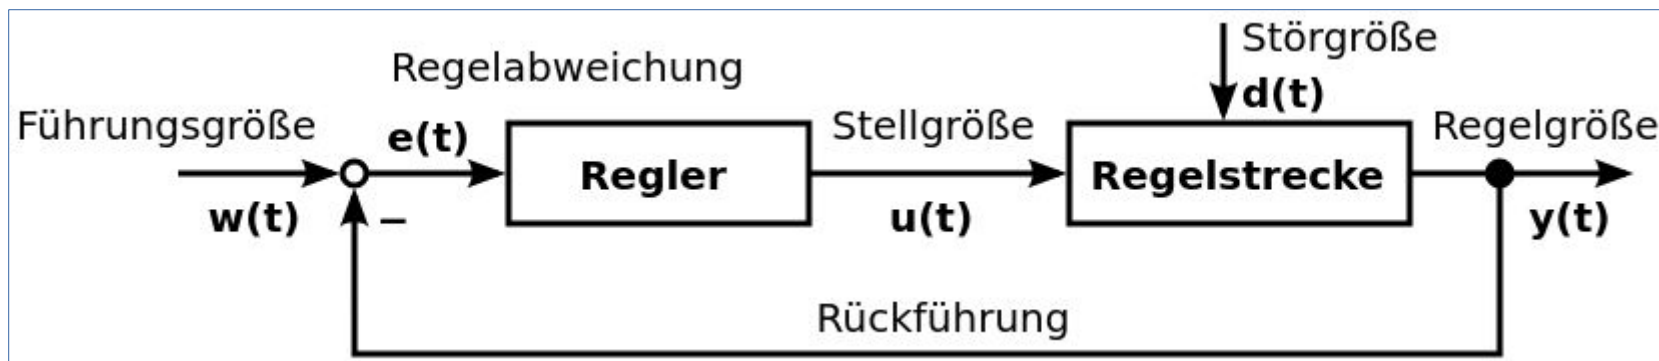 Störgröße
d(t)
Regelabweichung
Führungsgröße
e(t)
Stellgröße
Regelgröße
Regler
Regelstrecke
w(t)
–
u(t)
y(t)
Rückführung